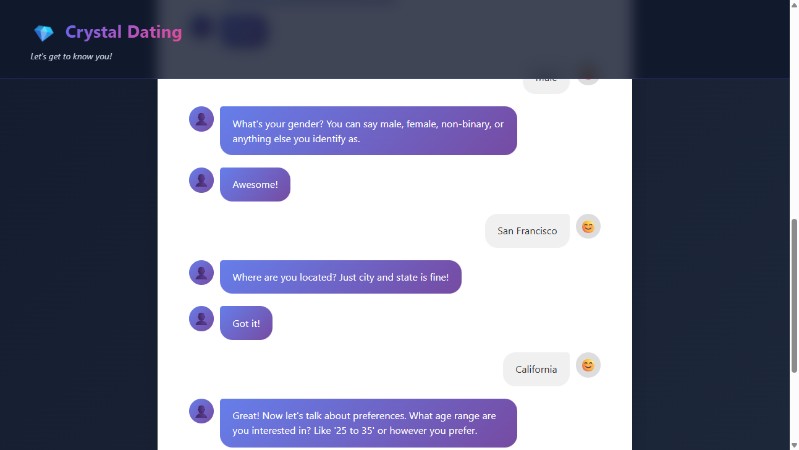 Crystal Dating
Let's get to know you!
Male
What's your gender? You can say male, female, non-binary, or
anything else you identify as.
Awesome!
San Francisco
Where are you located? Just city and state is fine!
Got it!
California
Great! Now let's talk about preferences. What age range are
you interested in? Like '25 to 35' or however you prefer.